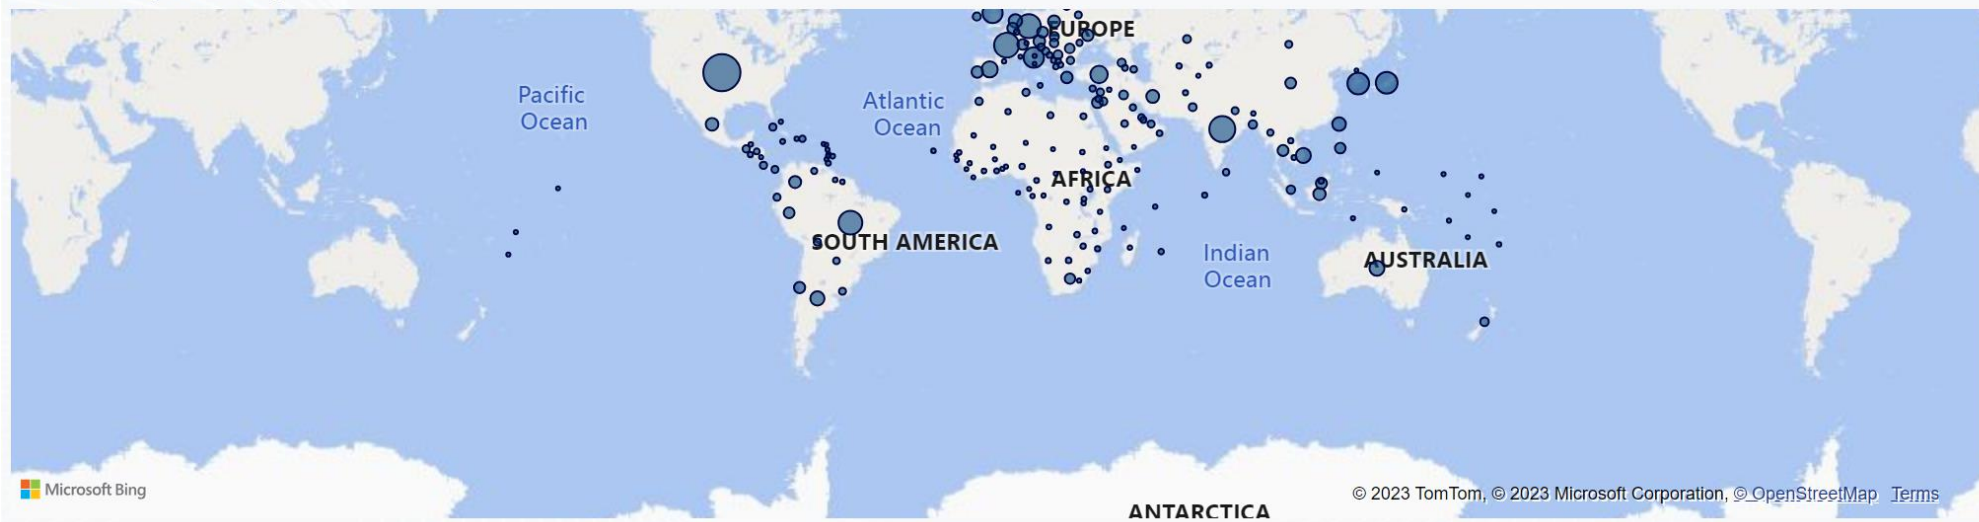 EUROPE
Pacific
Ocean
Atlantic
Ocean
AFRICA
SOUTH AMERICA
Indian
Ocean
AUSTRALIA
Microsoft Bing
© 2023 TomTom, © 2023 Microsoft Corporation, © OpenStreetMap Terms
ANTARCTICA